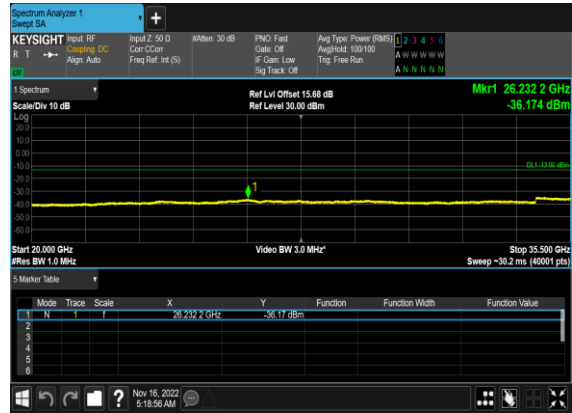 Spectrum Analyzer 1
Swept SA
KEYSIGHT
R T
Input: RF
Coupling: DC
Align: Auto
Input Z: 50 Ω
Corr CCorr
Freq Ref: Int (S)
#Atten: 30 dB
PNO: Fast
Gate: Off
IF Gain: Low
Sig Track: Off
Avg Type: Power (RMS)
Avg|Hold: 100/100
Trig: Free Run
1 2 3 4 5 6
A W W W W W
A N N N N N
1 Spectrum
Scale/Div 10 dB
Ref Lvl Offset 15.68 dB
Ref Level 30.00 dBm
Mkr1 26.232 2 GHz
-36.174 dBm
Log
20.0
10.0
0.00
-10.0
DL1 -13.00 dBm
-20.0
-30.0
1
-40.0
-50.0
-60.0
Start 20.000 GHz
#Res BW 1.0 MHz
Video BW 3.0 MHz*
Stop 35.500 GHz
Sweep ~30.2 ms (40001 pts)
5 Marker Table
Mode Trace Scale X Y Function Function Width Function Value
1 N 1 f 26.232 2 GHz -36.17 dBm
2
3
4
5
6
?
Nov 16, 2022
5:18:56 AM